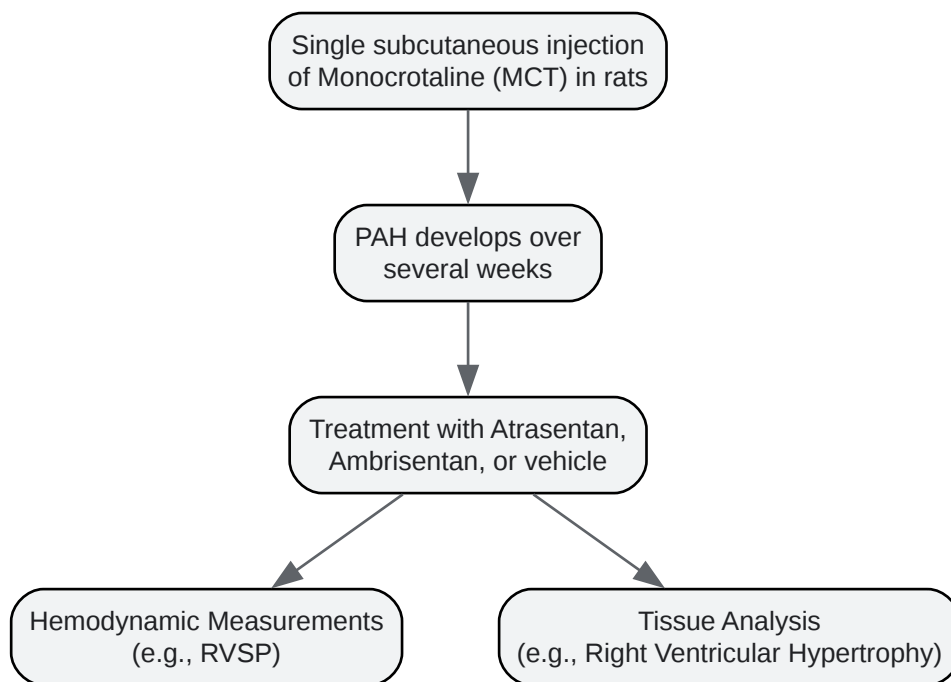 Single subcutaneous injection
of Monocrotaline (MCT) in rats
PAH develops over
several weeks
Treatment with Atrasentan,
Ambrisentan, or vehicle
Hemodynamic Measurements
(e.g., RVSP)
Tissue Analysis
(e.g., Right Ventricular Hypertrophy)